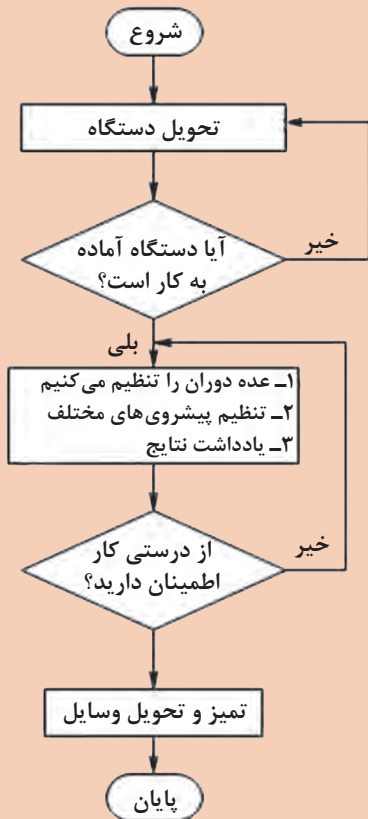 شروع
تحویل دستگاه
آیا دستگاه آماده
به کار است؟
خیر
بلی
۱ـ عده دوران را تنظیم می‌کنیم
۲ـ تنظیم پیشروی‌های مختلف
۳ـ یادداشت نتایج
از درستی کار
اطمینان دارید؟
خیر
تمیز و تحویل وسایل
پایان